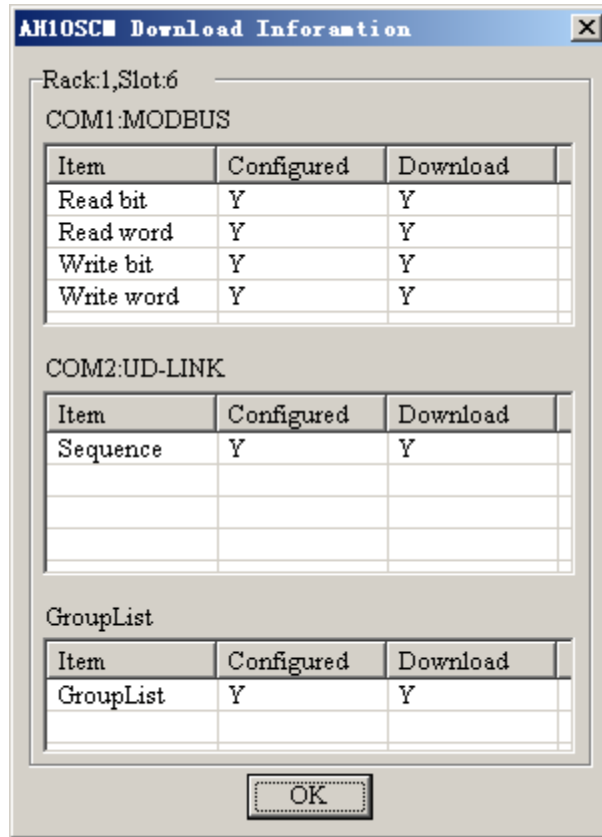 AH10SCM Download Inforamtion
Rack:1,Slot:6
COM1:MODBUS
Item Configured Download
Read bit Y Y
Read word Y Y
Write bit Y Y
Write word Y Y
COM2:UD-LINK
Item Configured Download
Sequence Y Y
GroupList
Item Configured Download
GroupList Y Y
OK